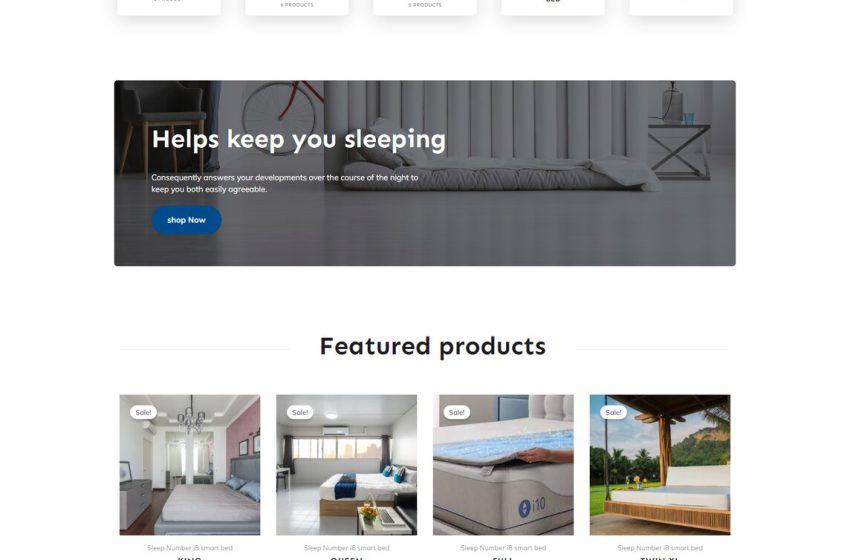 6 PRODUCTS
5 PRODUCTS
Helps keep you sleeping
Consequently answers your developments over the course of the night to
keep you both easily agreeable.
shop Now
Featured products
Sale!
Sale!
Sale!
Sale!
i10
Sleep Number i8 smart bed
Sleep Number i8 smart bed
Sleep Number i8 smart bed
Sleep Number i8 smart bed